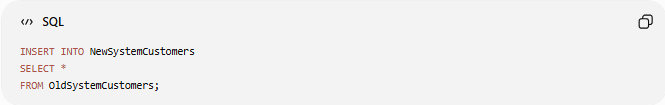 SQL
INSERT INTO NewSystemCustomers
SELECT *
FROM OldSystemCustomers;